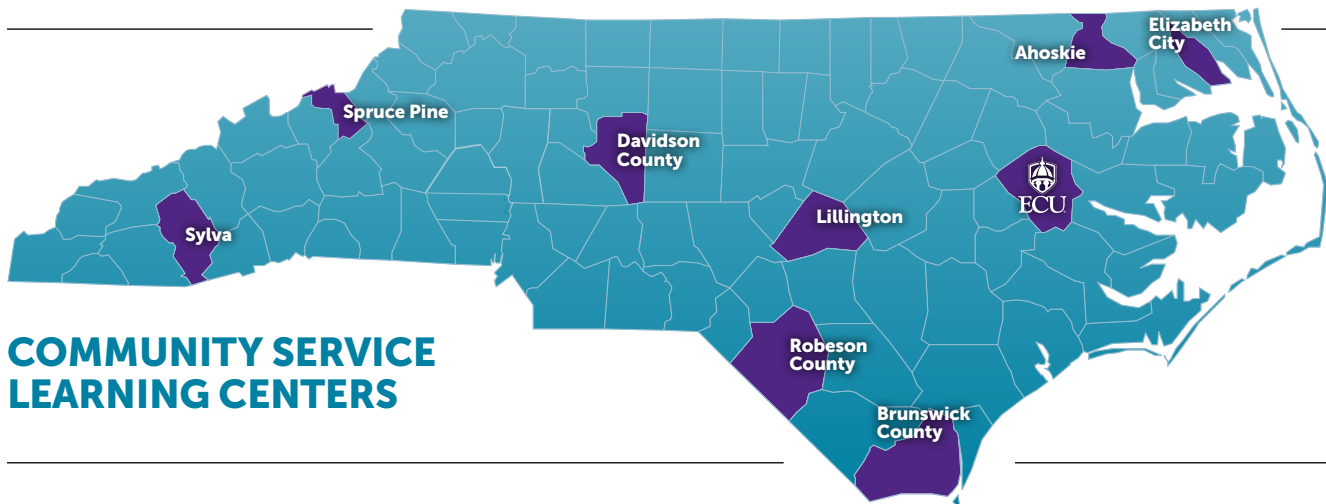 Elizabeth
City
Ahoskie
Spruce Pine
Davidson
County
ECU
Lillington
Sylva
Robeson
County
COMMUNITY SERVICE
LEARNING CENTERS
Brunswick
County